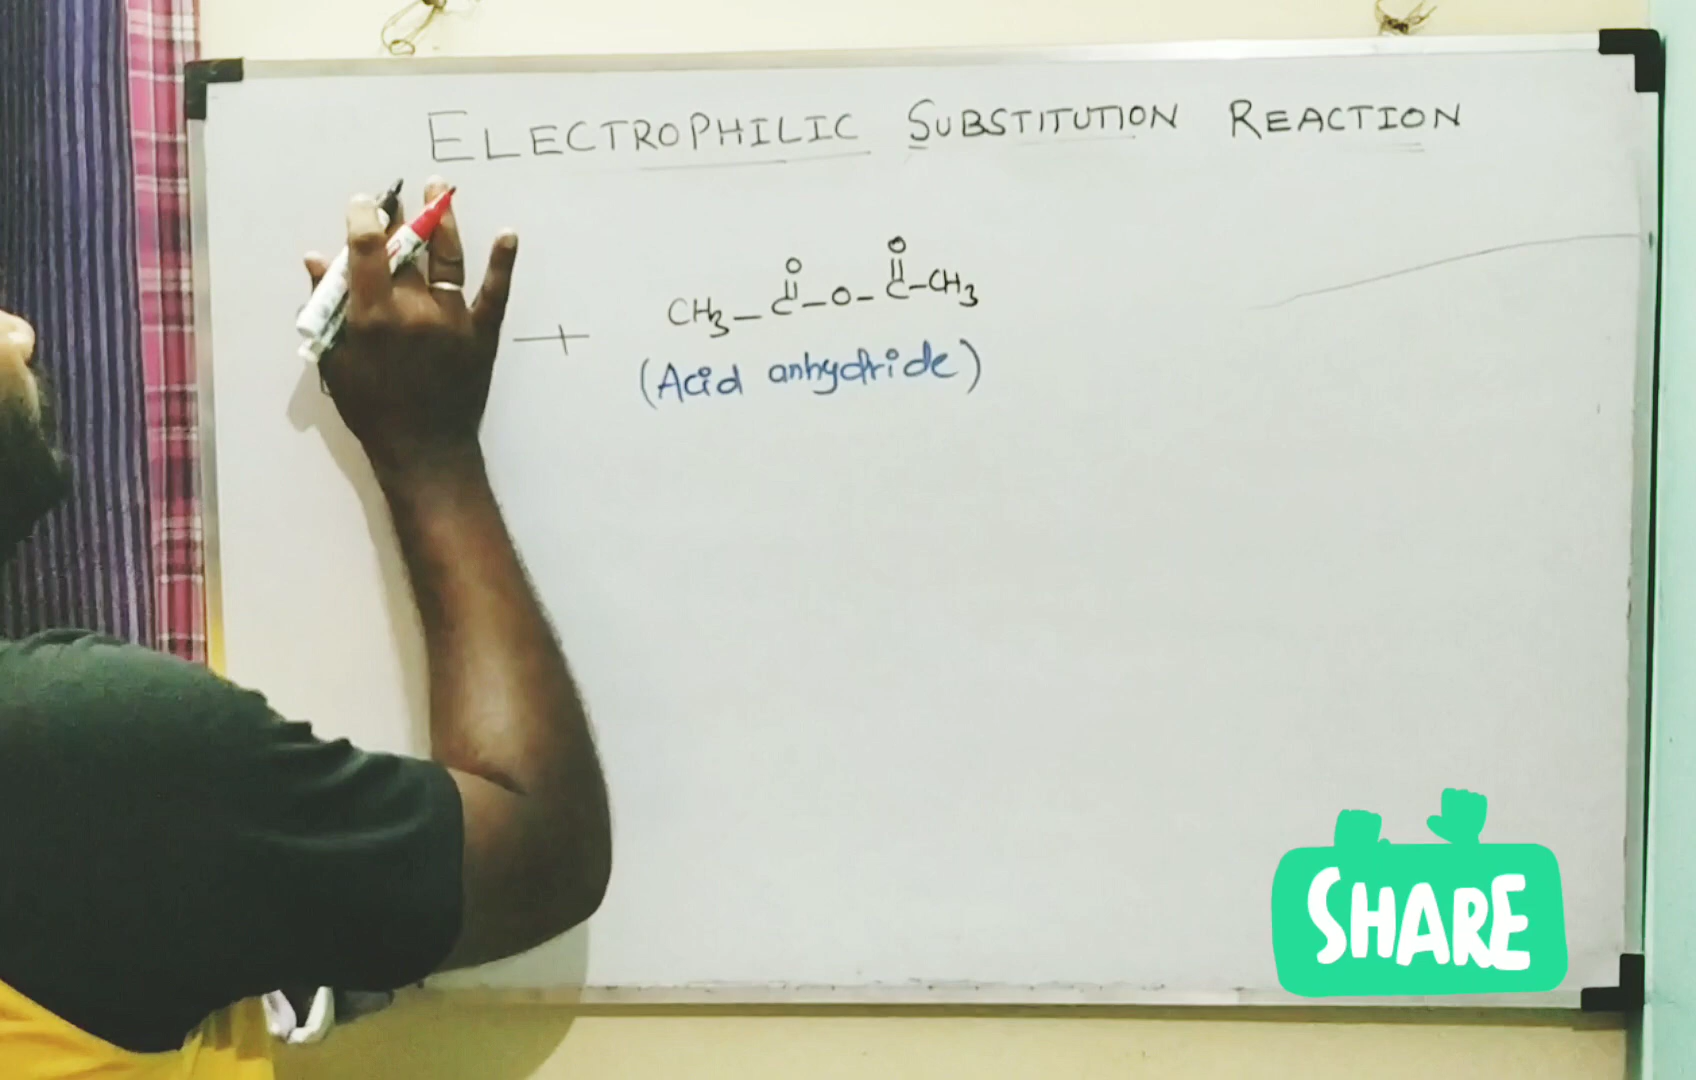 ELECTROPHILIC SUBSTITUTION REACTION
O O
|| ||
+ CH3-C-O-C-CH3
(Acid anhydride)
SHARE